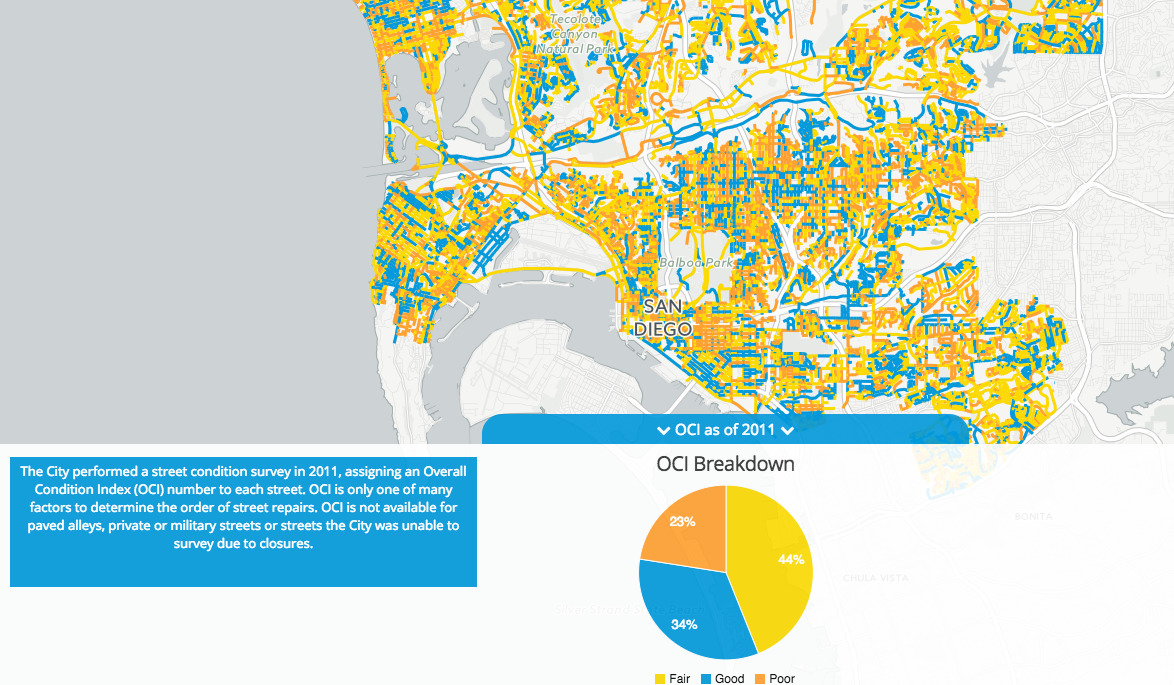 Tecolote
Canyon
Natural Park
Balboa Park
SAN
DIEGO
OCI as of 2011
The City performed a street condition survey in 2011, assigning an Overall
Condition Index (OCI) number to each street. OCI is only one of many
factors to determine the order of street repairs. OCI is not available for
paved alleys, private or military streets or streets the City was unable to
survey due to closures.
OCI Breakdown
23%
44%
34%
BONITA
CHULA VISTA
Silver Strand
Fair Good Poor